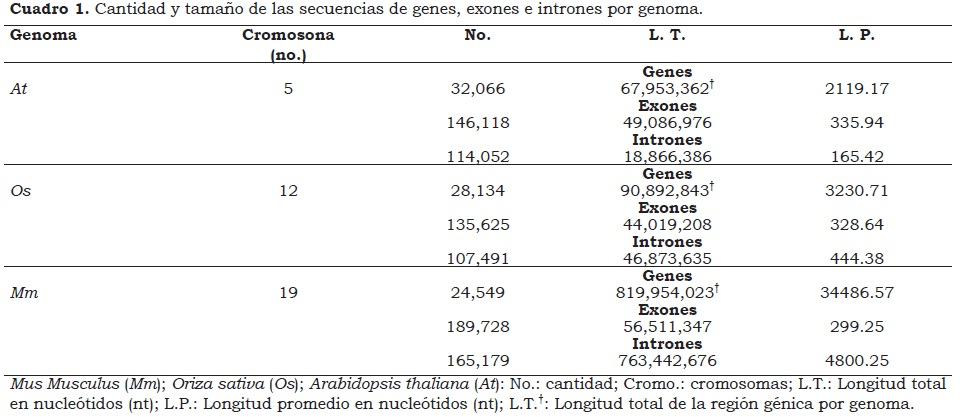 Cuadro 1. Cantidad y tamaño de las secuencias de genes, exones e intrones por genoma.
Genoma Cromosona (no.) No. L. T. L. P.
Genes
At 5 32,066 67,953,362† 2119.17
Exones
146,118 49,086,976 335.94
Intrones
114,052 18,866,386 165.42
Genes
Os 12 28,134 90,892,843† 3230.71
Exones
135,625 44,019,208 328.64
Intrones
107,491 46,873,635 444.38
Genes
Mm 19 24,549 819,954,023† 34486.57
Exones
189,728 56,511,347 299.25
Intrones
165,179 763,442,676 4800.25
Mus Musculus (Mm); Oriza sativa (Os); Arabidopsis thaliana (At): No.: cantidad; Cromo.: cromosomas; L.T.: Longitud total
en nucleótidos (nt); L.P.: Longitud promedio en nucleótidos (nt); L.T.†: Longitud total de la región génica por genoma.